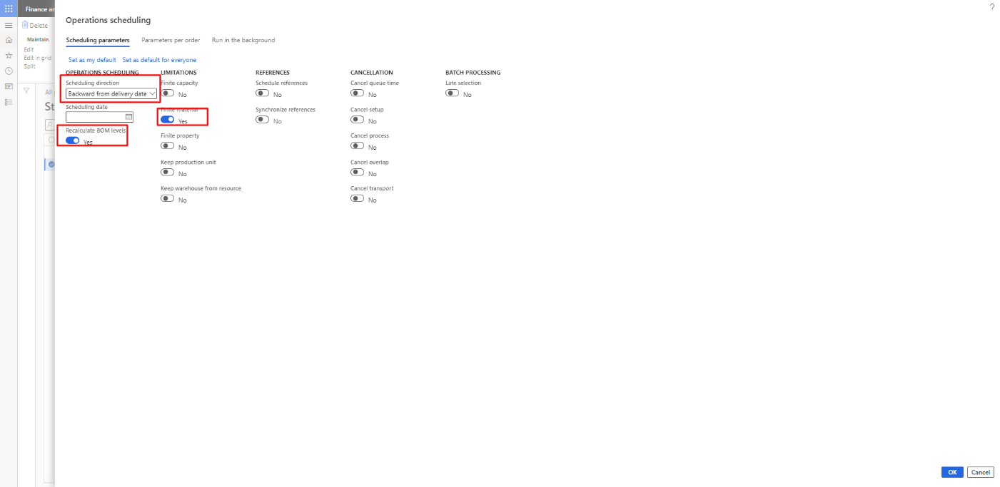 Finance an
?
Delete
Maintain
Edit
Edit in grid
Split
All
St
Operations scheduling
Scheduling parameters
Parameters per order
Run in the background
Set as my default
Set as default for everyone
OPERATIONS SCHEDULING
Scheduling direction
Backward from delivery date
Scheduling date
Recalculate BOM levels
Yes
LIMITATIONS
Finite capacity
No
Finite material
Yes
Finite property
No
Keep production unit
No
Keep warehouse from resource
No
REFERENCES
Schedule references
No
Synchronize references
No
CANCELLATION
Cancel queue time
No
Cancel setup
No
Cancel process
No
Cancel overlap
No
Cancel transport
No
BATCH PROCESSING
Late selection
No
OK
Cancel